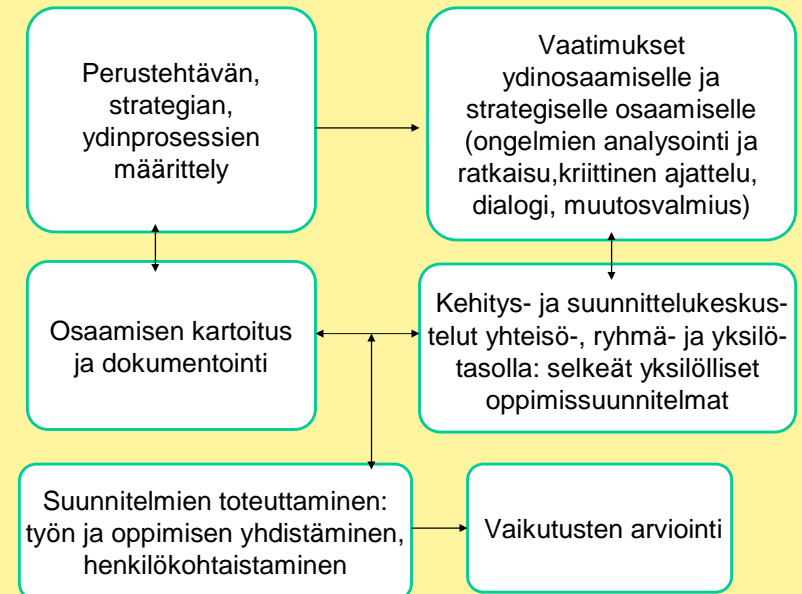 Perustehtävän,
strategian,
ydinprosessien
määrittely
Vaatimukset
ydinosaamiselle ja
strategiselle osaamiselle
(ongelmien analysointi ja
ratkaisu,kriittinen ajattelu,
dialogi, muutosvalmius)
Osaamisen kartoitus
ja dokumentointi
Kehitys- ja suunnittelukeskus-
telut yhteisö-, ryhmä- ja yksilö-
tasolla: selkeät yksilölliset
oppimissuunnitelmat
Suunnitelmien toteuttaminen:
työn ja oppimisen yhdistäminen,
henkilökohtaistaminen
Vaikutusten arviointi